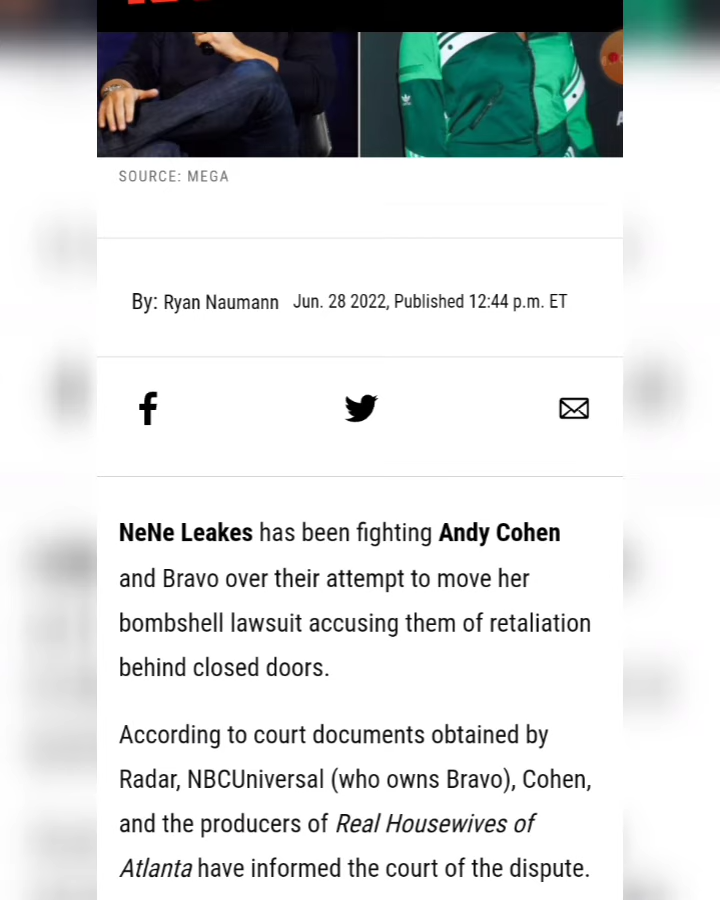 SOURCE: MEGA
By: Ryan Naumann Jun. 28 2022, Published 12:44 p.m. ET
NeNe Leakes has been fighting Andy Cohen
and Bravo over their attempt to move her
bombshell lawsuit accusing them of retaliation
behind closed doors.
According to court documents obtained by
Radar, NBCUniversal (who owns Bravo), Cohen,
and the producers of Real Housewives of
Atlanta have informed the court of the dispute.